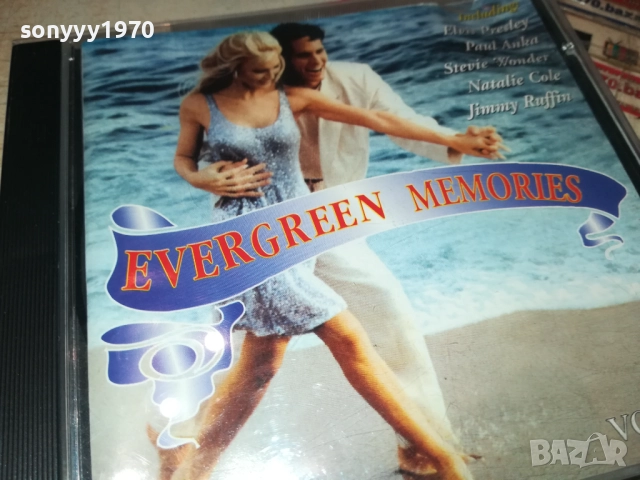 sonyyy1970
Including
Elvis Presley
Paul Anka
Stevie Wonder
Natalie Cole
Jimmy Ruffin
EVERGREEN MEMORIES
BAZAR